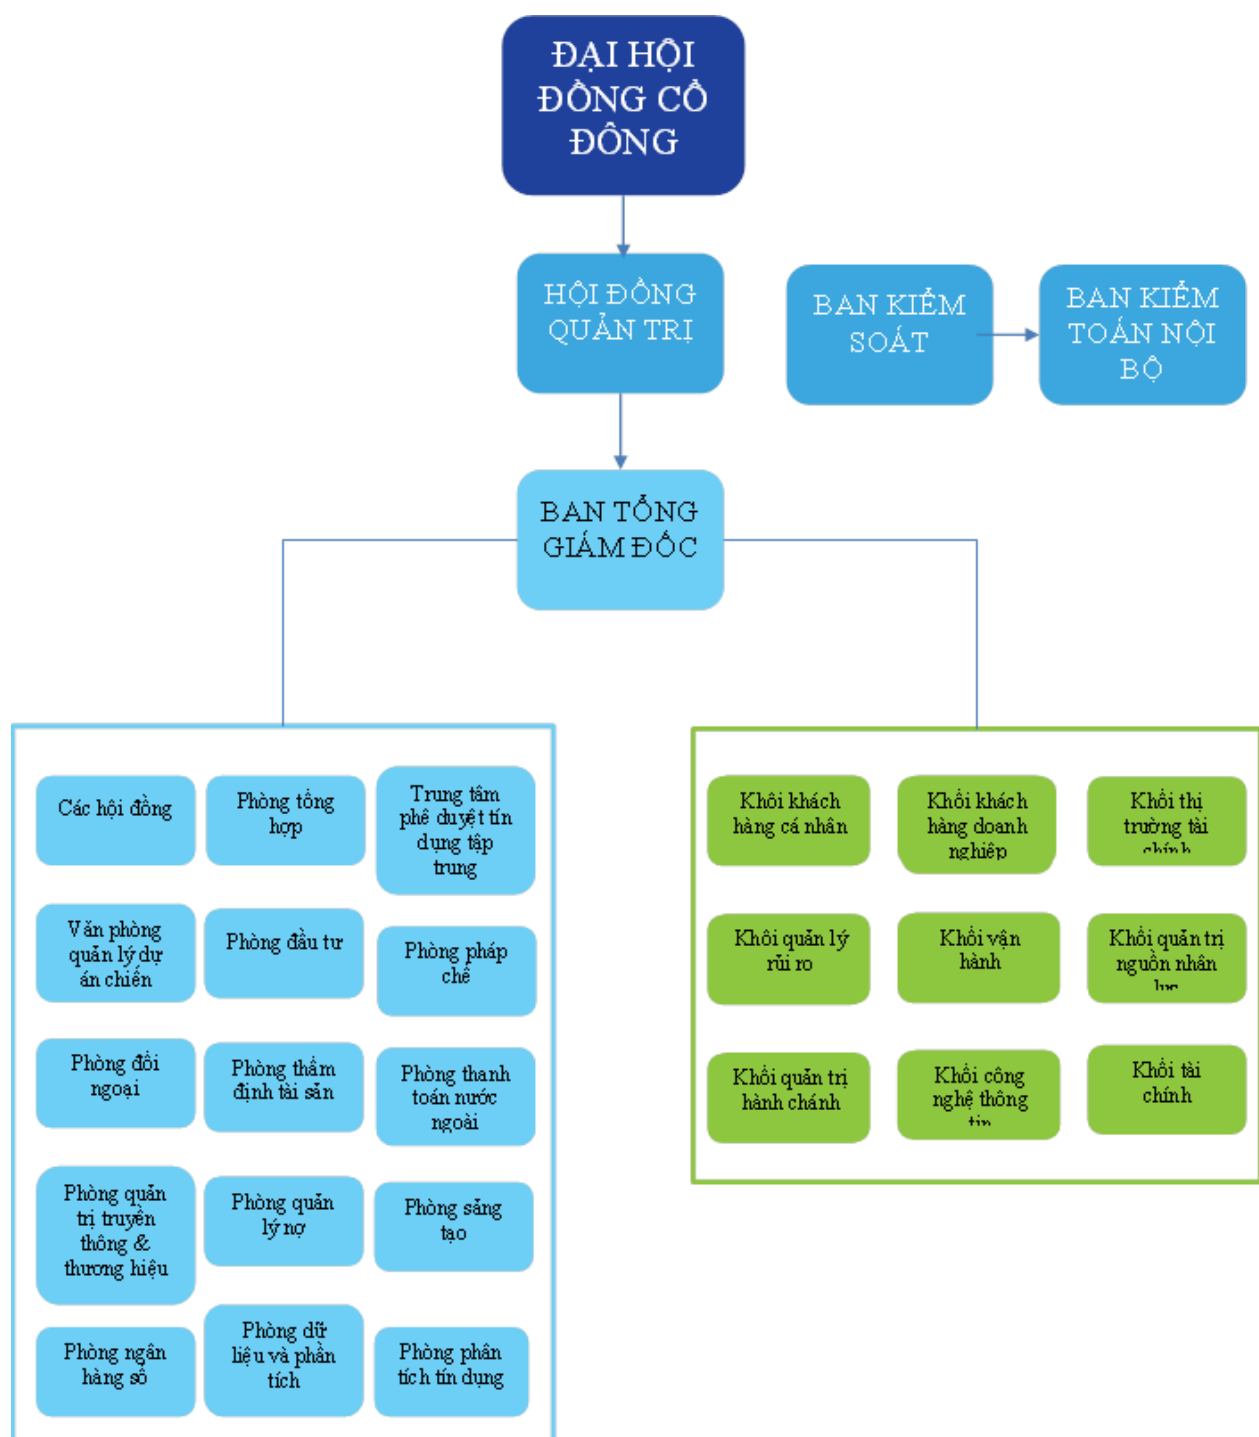 ĐẠI HỘI
ĐỒNG CỔ
ĐÔNG
HỘI ĐỒNG
QUẢN TRỊ
BAN KIỂM
SOÁT
BAN KIỂM
TOÁN NỘI
BỘ
BAN TỔNG
GIÁM ĐỐC
Các hội đồng
Phòng tổng
hợp
Trung tâm
phê duyệt tín
dụng tập
trung
Văn phòng
quản lý dự
án chiến
Phòng đầu tư
Phòng pháp
chế
Phòng đối
ngoại
Phòng thẩm
định tài sản
Phòng thanh
toán nước
ngoài
Phòng quản
trị truyền
thông &
thương hiệu
Phòng quản
lý nợ
Phòng sáng
tạo
Phòng ngân
hàng số
Phòng dữ
liệu và phần
tích
Phòng phân
tích tín dụng
Khối khách
hàng cá nhân
Khối khách
hàng doanh
nghiệp
Khối thị
trường tài
chính
Khối quản lý
rủi ro
Khối vận
hành
Khối quản trị
nguồn nhân
lực
Khối quản trị
hành chánh
Khối công
nghệ thông
tin
Khối tài
chính